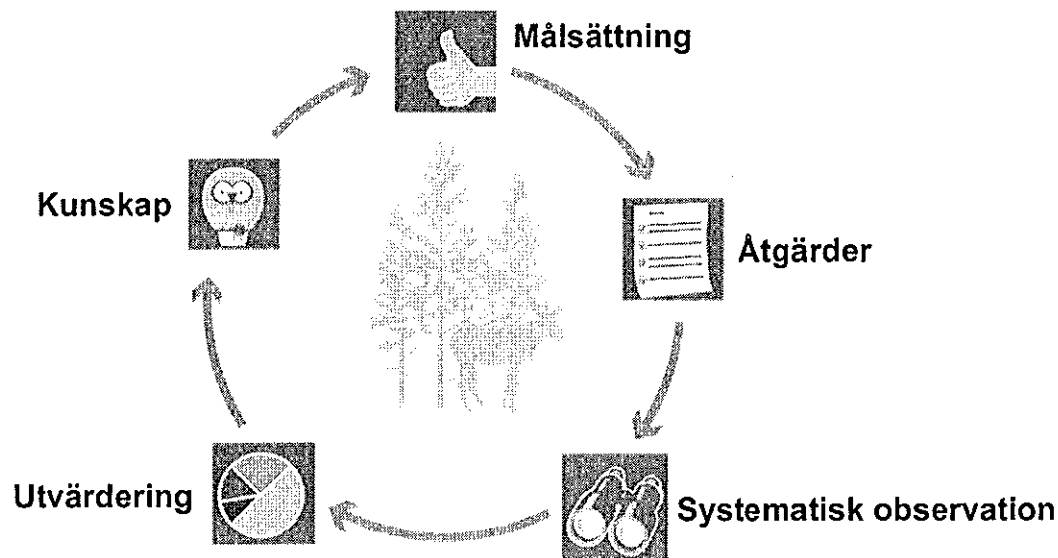 Målsättning
Åtgärder
Systematisk observation
Utvärdering
Kunskap